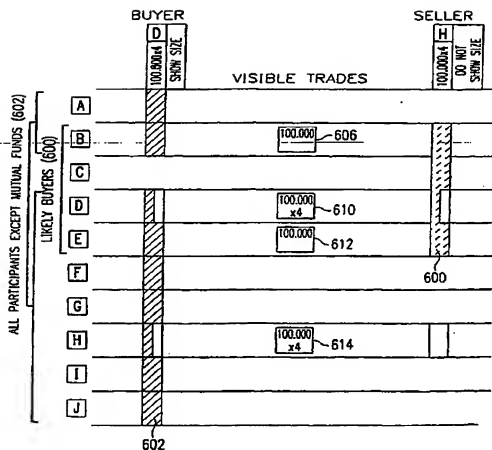 BUYER
SELLER
D
100.800x4
SHOW SIZE
VISIBLE TRADES
H
100.000x4
DO NOT
SHOW SIZE
ALL PARTICIPANTS EXCEPT MUTUAL FUNDS (602)
LIKELY BUYERS (600)
A
B
100.000
606
C
D
100.000
x4
610
E
100.000
612
600
F
G
H
100.000
x4
614
I
J
602